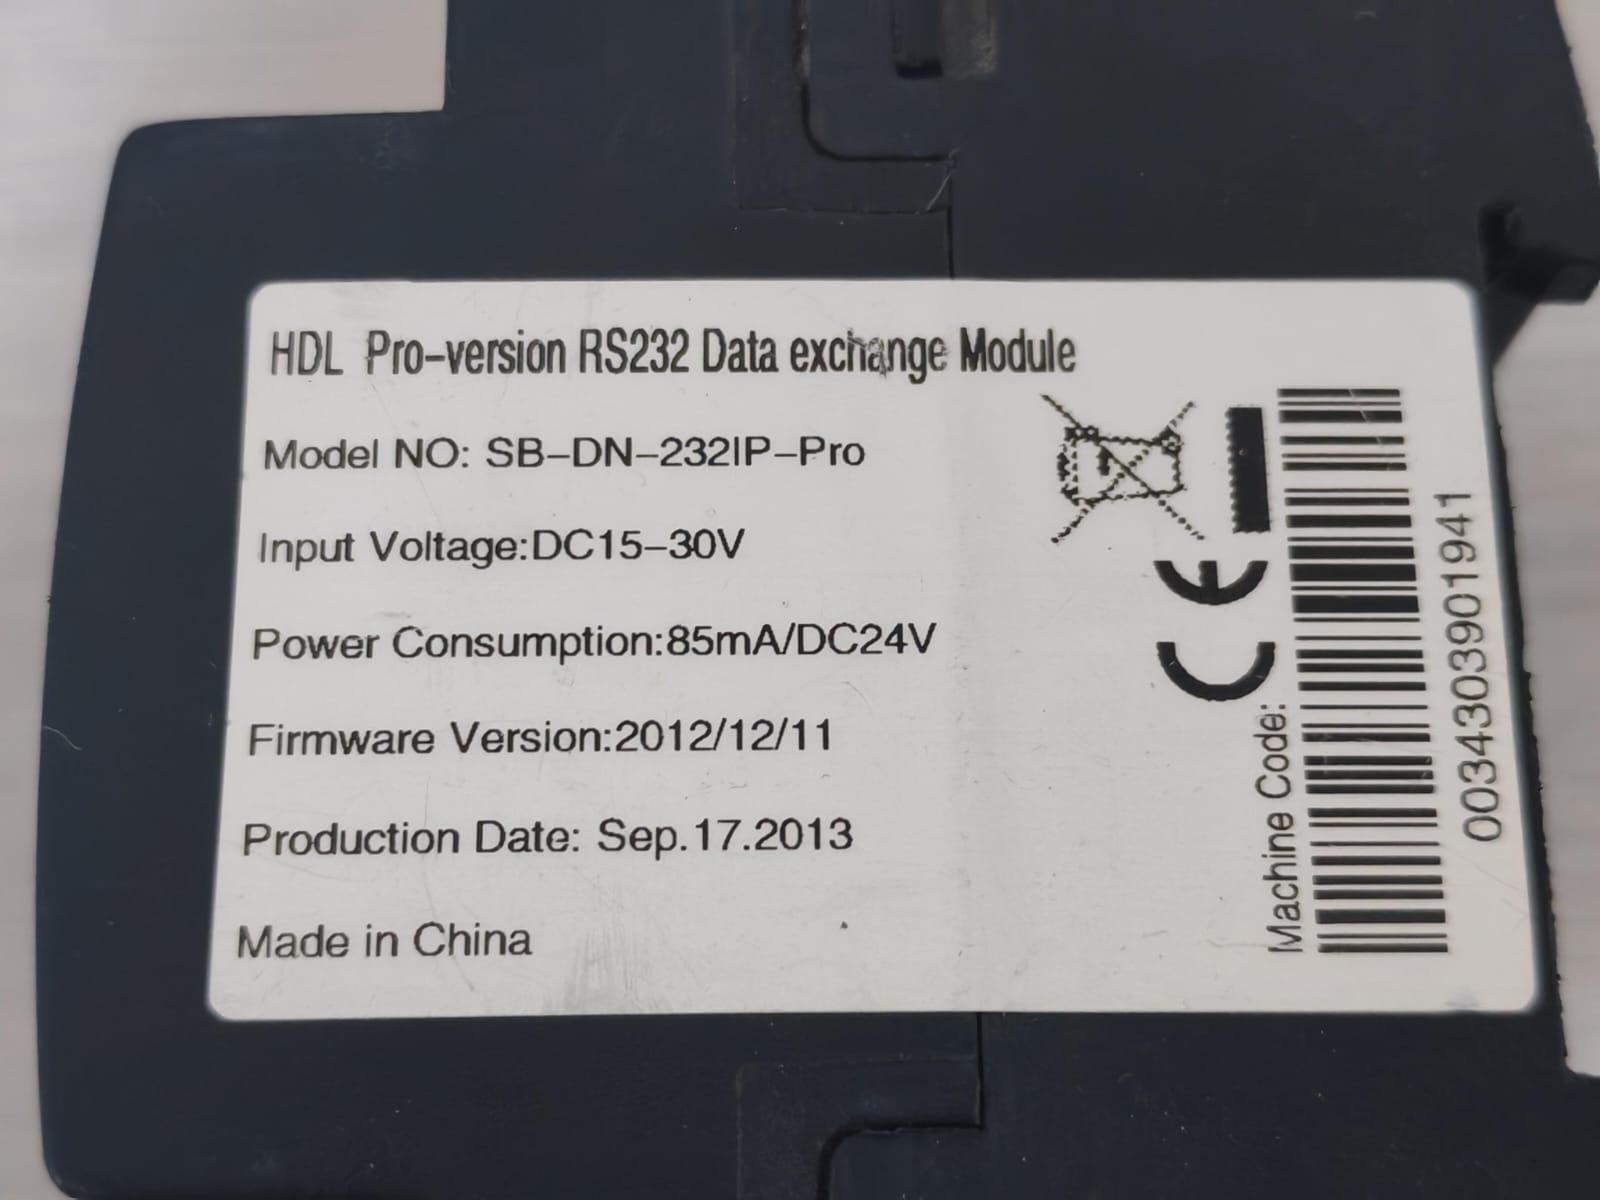 HDL Pro-version RS232 Data exchange Module
Model NO: SB-DN-232IP-Pro
Input Voltage:DC15-30V
Power Consumption:85mA/DC24V
Firmware Version:2012/12/11
Production Date: Sep.17.2013
Made in China
CE
Machine Code:
0034303901941